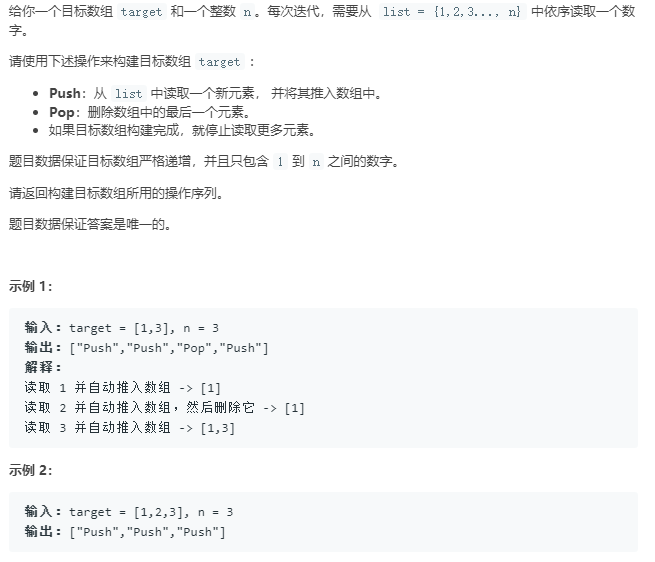 给你一个目标数组 target 和一个整数 n。每次迭代，需要从 list = {1,2,3..., n} 中依序读取一个数
字。
请使用下述操作来构建目标数组 target ：
• Push：从 list 中读取一个新元素， 并将其推入数组中。
• Pop：删除数组中的最后一个元素。
• 如果目标数组构建完成，就停止读取更多元素。
题目数据保证目标数组严格递增，并且只包含 1 到 n 之间的数字。
请返回构建目标数组所用的操作序列。
题目数据保证答案是唯一的。
示例 1：
输入：target = [1,3], n = 3
输出：["Push","Push","Pop","Push"]
解释：
读取 1 并自动推入数组 -> [1]
读取 2 并自动推入数组，然后删除它 -> [1]
读取 3 并自动推入数组 -> [1,3]
示例 2：
输入：target = [1,2,3], n = 3
输出：["Push","Push","Push"]